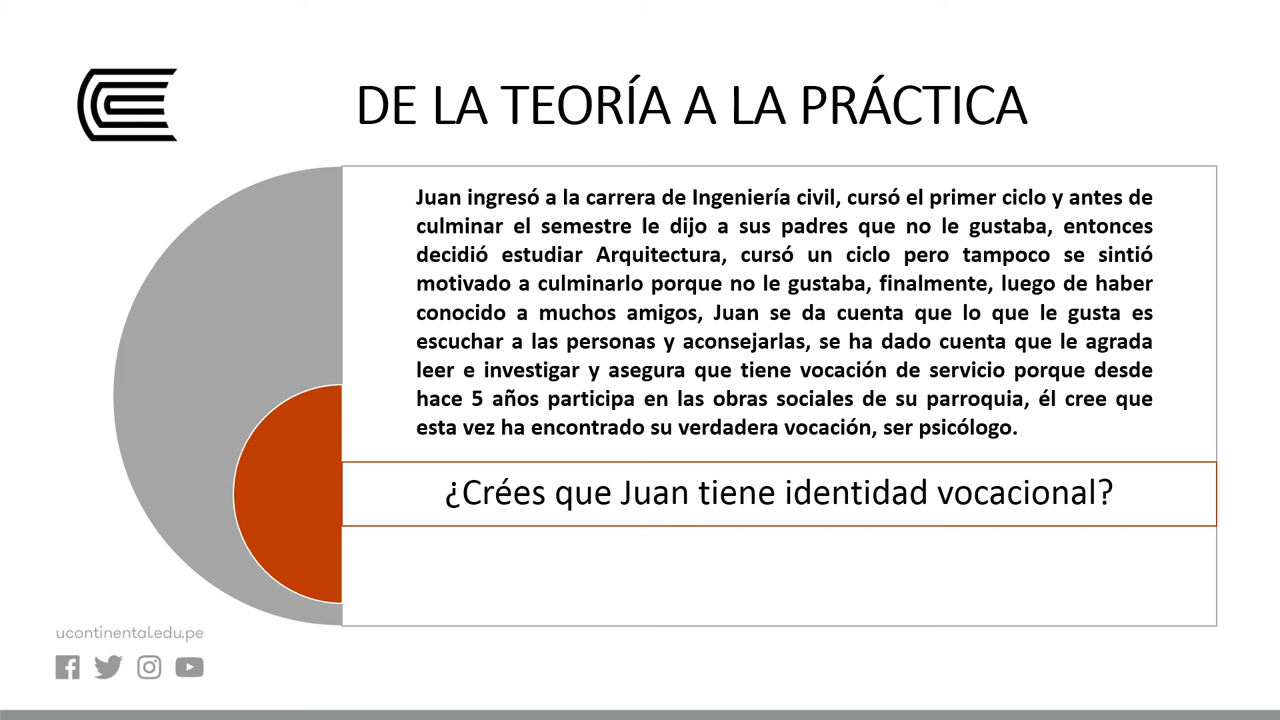 DE LA TEORÍA A LA PRÁCTICA
Juan ingresó a la carrera de Ingeniería civil, cursó el primer ciclo y antes de
culminar el semestre le dijo a sus padres que no le gustaba, entonces
decidió estudiar Arquitectura, cursó un ciclo pero tampoco se sintió
motivado a culminarlo porque no le gustaba, finalmente, luego de haber
conocido a muchos amigos, Juan se da cuenta que lo que le gusta es
escuchar a las personas y aconsejarlas, se ha dado cuenta que le agrada
leer e investigar y asegura que tiene vocación de servicio porque desde
hace 5 años participa en las obras sociales de su parroquia, él cree que
esta vez ha encontrado su verdadera vocación, ser psicólogo.
¿Crées que Juan tiene identidad vocacional?
ucontinental.edu.pe